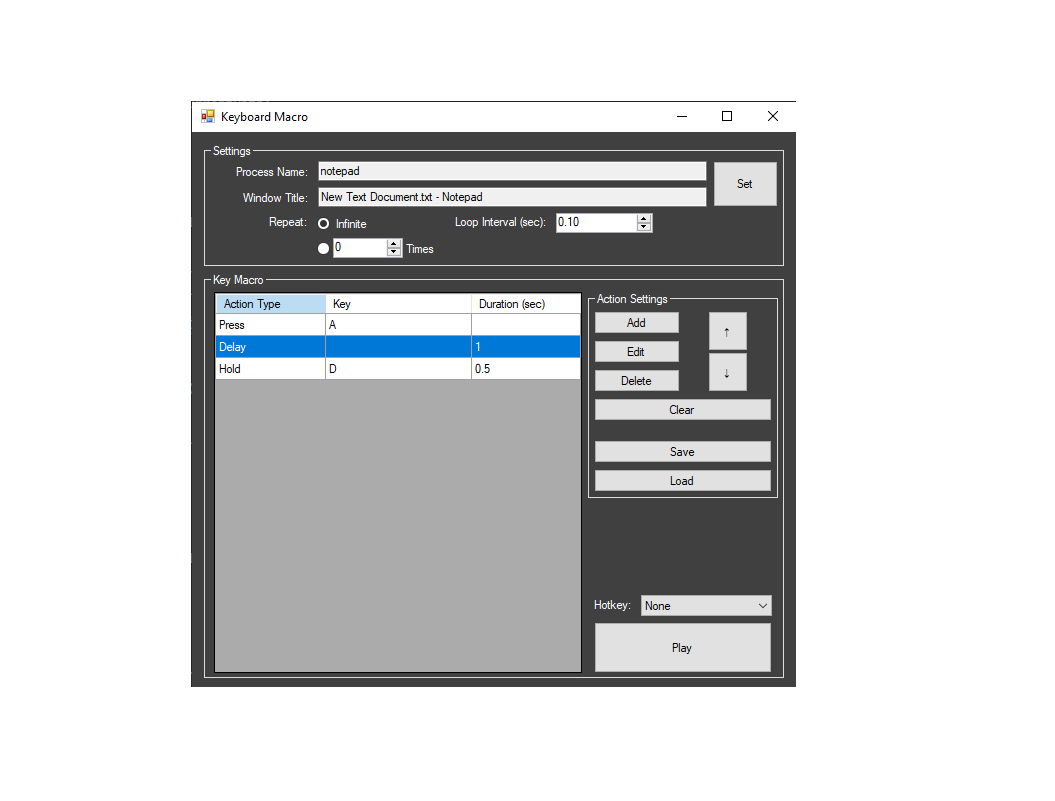 Keyboard Macro
Settings
Process Name: notepad
Set
Window Title: New Text Document.txt - Notepad
Repeat: Infinite Loop Interval (sec): 0.10
0 Times
Key Macro
Action Type Key Duration (sec)
Press A
Delay 1
Hold D 0.5
Action Settings
Add ↑
Edit
Delete ↓
Clear
Save
Load
Hotkey: None
Play